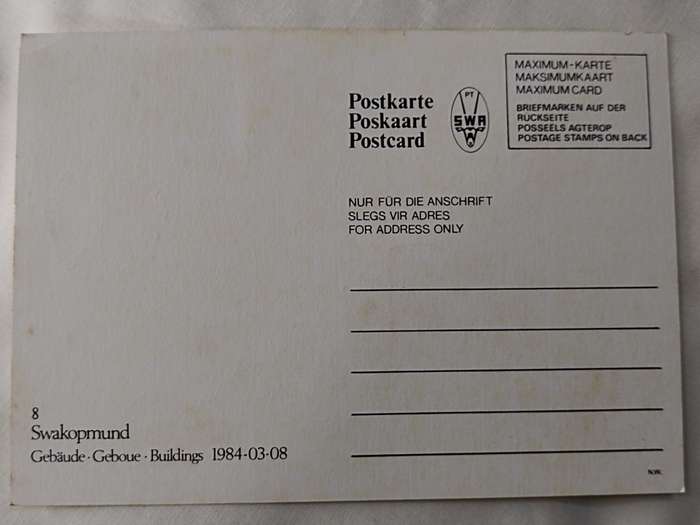 Postkarte
Poskaart
Postcard
PT
SWA
MAXIMUM-KARTE
MAKSIMUMKAART
MAXIMUM CARD
BRIEFMARKEN AUF DER
RÜCKSEITE
POSSEËLS AGTEROP
POSTAGE STAMPS ON BACK
NUR FÜR DIE ANSCHRIFT
SLEGS VIR ADRES
FOR ADDRESS ONLY
8
Swakopmund
Gebäude · Geboue · Buildings 1984-03-08
N.W.